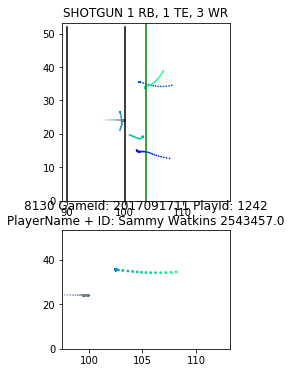 SHOTGUN 1 RB, 1 TE, 3 WR
50
40
30
20
10
0
90 100 110
8130 GameId: 2017091711, PlayId: 1242
PlayerName + ID: Sammy Watkins 2543457.0
40
20
0
100 105 110